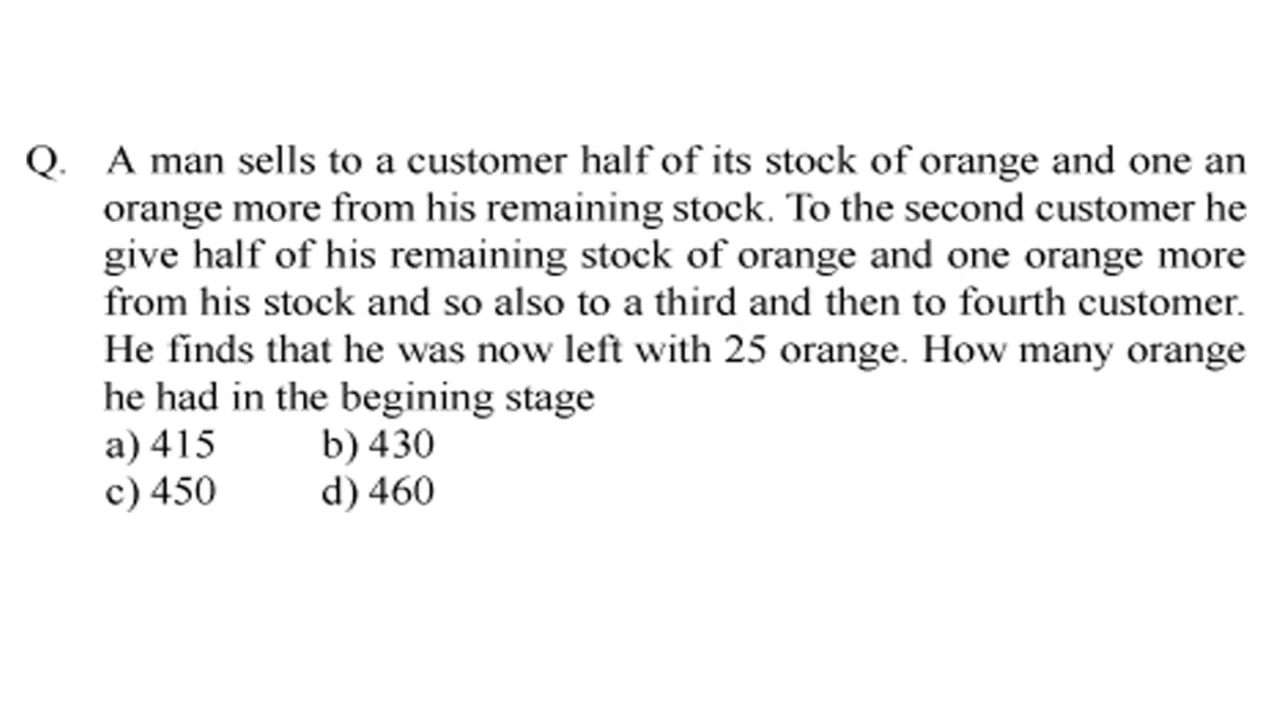 Q. A man sells to a customer half of its stock of orange and one an
orange more from his remaining stock. To the second customer he
give half of his remaining stock of orange and one orange more
from his stock and so also to a third and then to fourth customer.
He finds that he was now left with 25 orange. How many orange
he had in the begining stage
a) 415 b) 430
c) 450 d) 460